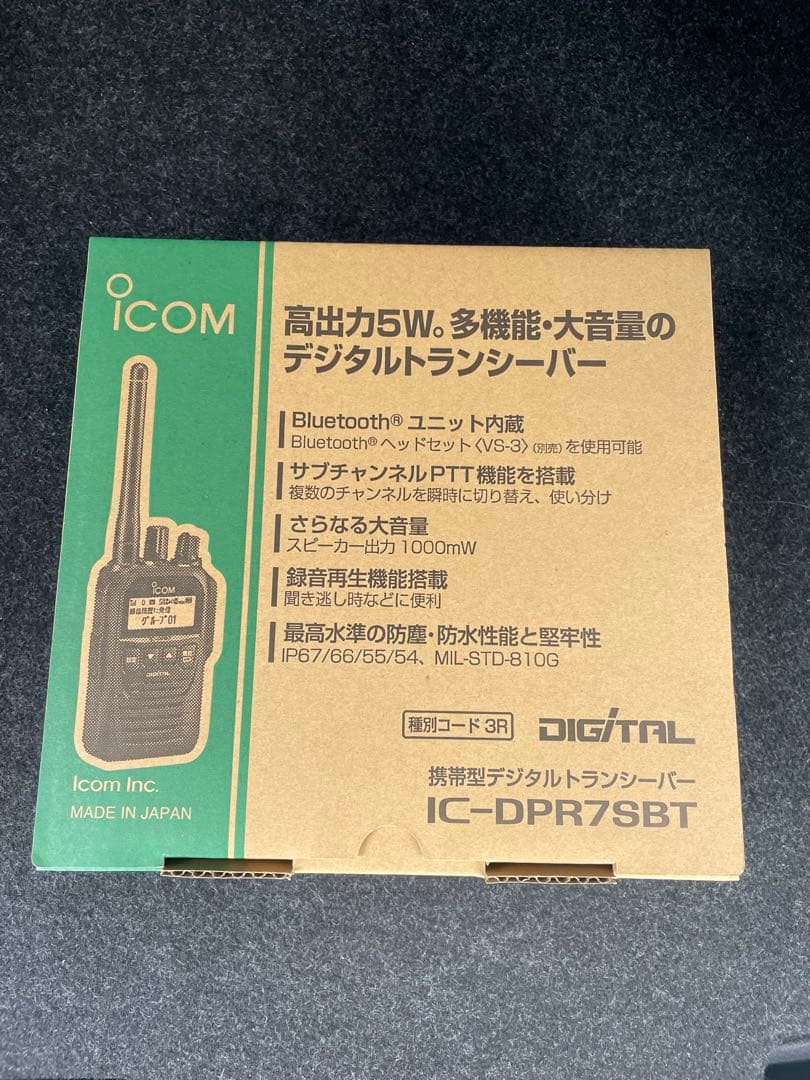 ICOM
高出力5W。多機能・大音量の
デジタルトランシーバー
Bluetooth® ユニット内蔵
Bluetooth® ヘッドセット〈VS-3〉(別売) を使用可能
サブチャンネルPTT機能を搭載
複数のチャンネルを瞬時に切り替え、使い分け
さらなる大音量
スピーカー出力 1000mW
録音再生機能搭載
聞き逃し時などに便利
最高水準の防塵・防水性能と堅牢性
IP67/66/55/54、MIL-STD-810G
ICOM
グループ01
DIGITAL
種別コード 3R
DIGITAL
携帯型デジタルトランシーバー
IC-DPR7SBT
Icom Inc.
MADE IN JAPAN